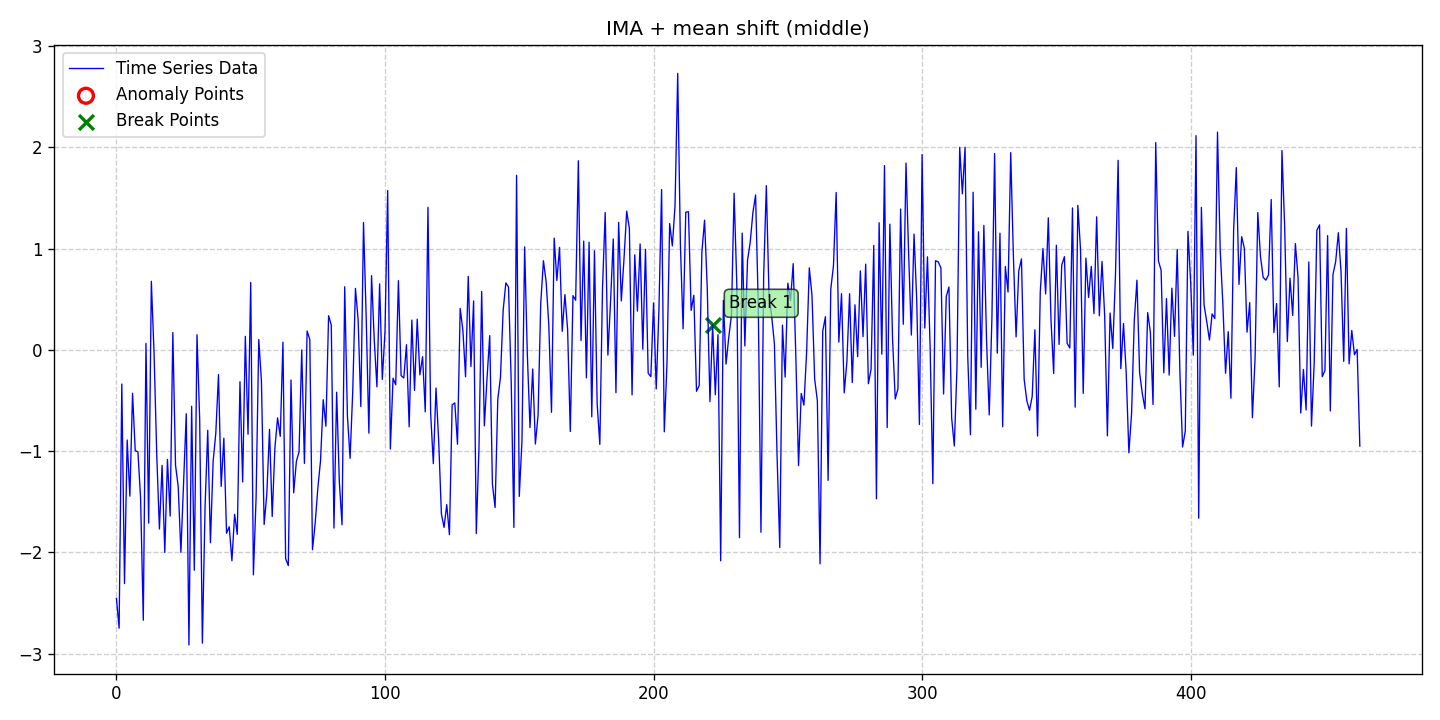 IMA + mean shift (middle)
Time Series Data
Anomaly Points
Break Points
Break 1
3
2
1
0
−1
−2
−3
0
100
200
300
400